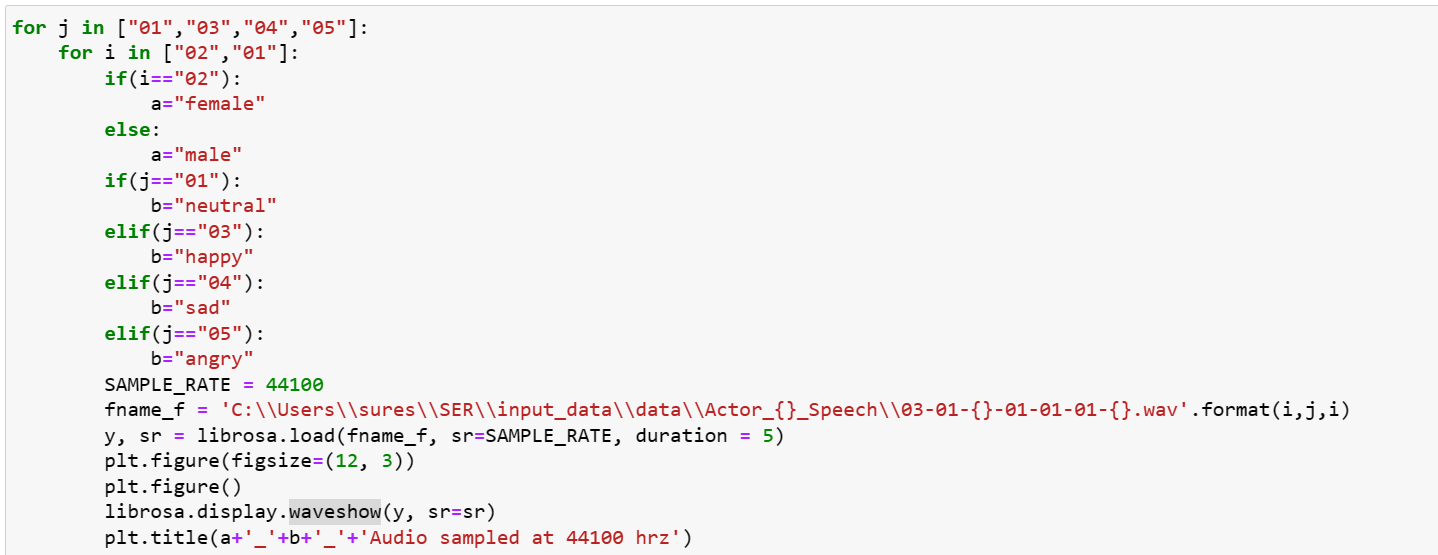 for j in ["01","03","04","05"]:
    for i in ["02","01"]:
        if(i=="02"):
            a="female"
        else:
            a="male"
        if(j=="01"):
            b="neutral"
        elif(j=="03"):
            b="happy"
        elif(j=="04"):
            b="sad"
        elif(j=="05"):
            b="angry"
        SAMPLE_RATE = 44100
        fname_f = 'C:\\Users\\sures\\SER\\input_data\\data\\Actor_{}_Speech\\03-01-{}-01-01-01-{}.wav'.format(i,j,i)
        y, sr = librosa.load(fname_f, sr=SAMPLE_RATE, duration = 5)
        plt.figure(figsize=(12, 3))
        plt.figure()
        librosa.display.waveshow(y, sr=sr)
        plt.title(a+'_'+b+'_'+'Audio sampled at 44100 hrz')